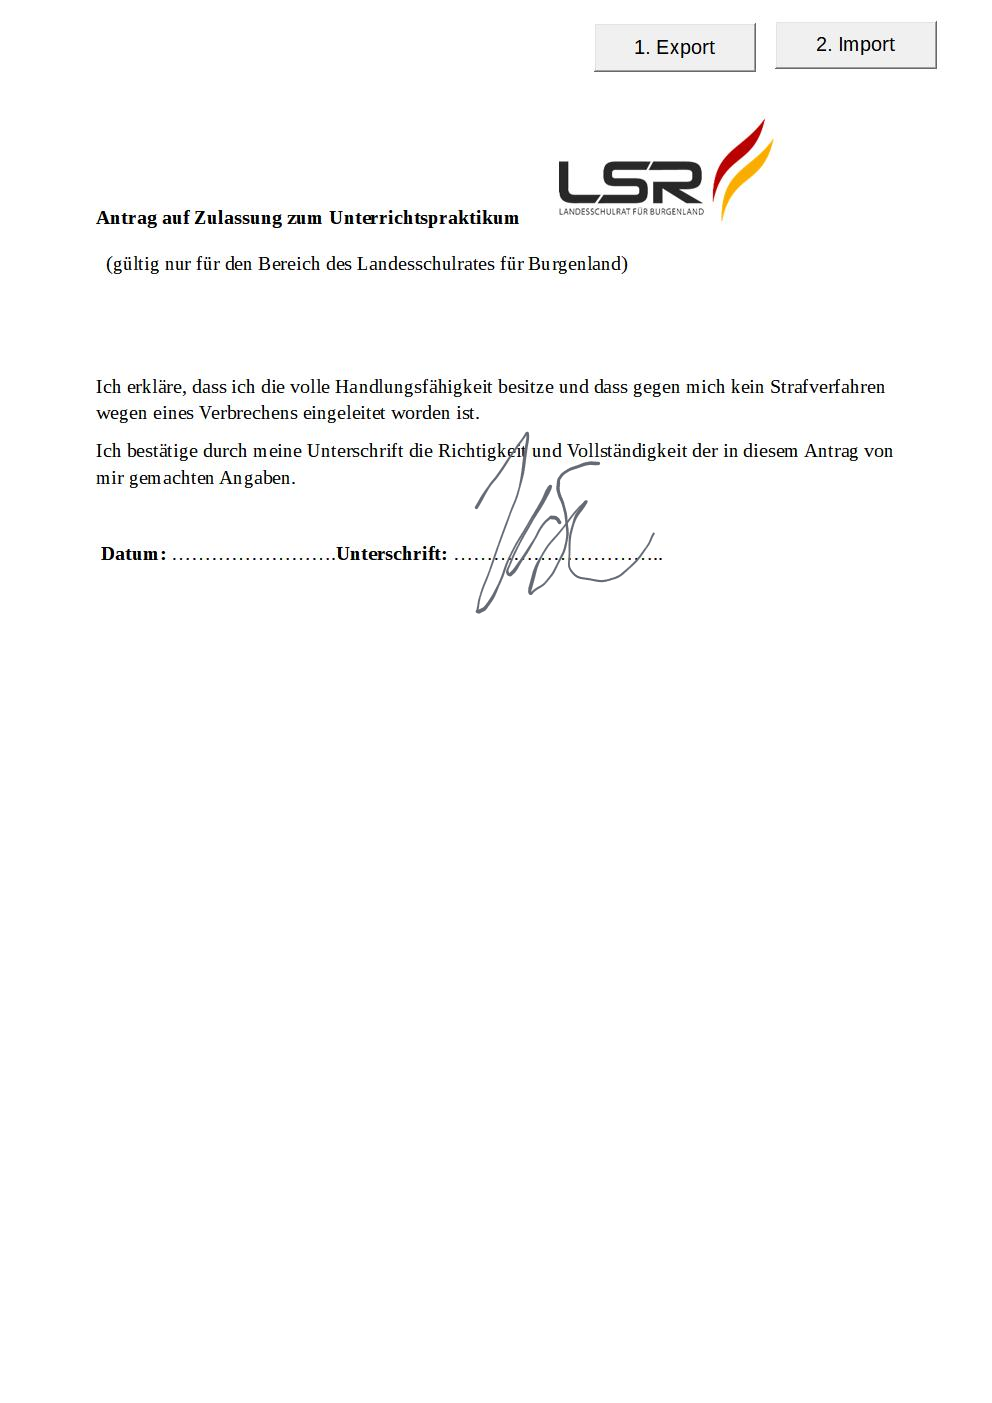 1. Export
2. Import
LSR
LANDESSCHULRAT FÜR BURGENLAND
Antrag auf Zulassung zum Unterrichtspraktikum
(gültig nur für den Bereich des Landesschulrates für Burgenland)
Ich erkläre, dass ich die volle Handlungsfähigkeit besitze und dass gegen mich kein Strafverfahren
wegen eines Verbrechens eingeleitet worden ist.
Ich bestätige durch meine Unterschrift die Richtigkeit und Vollständigkeit der in diesem Antrag von
mir gemachten Angaben.
Datum: …………………….Unterschrift: …………………………..